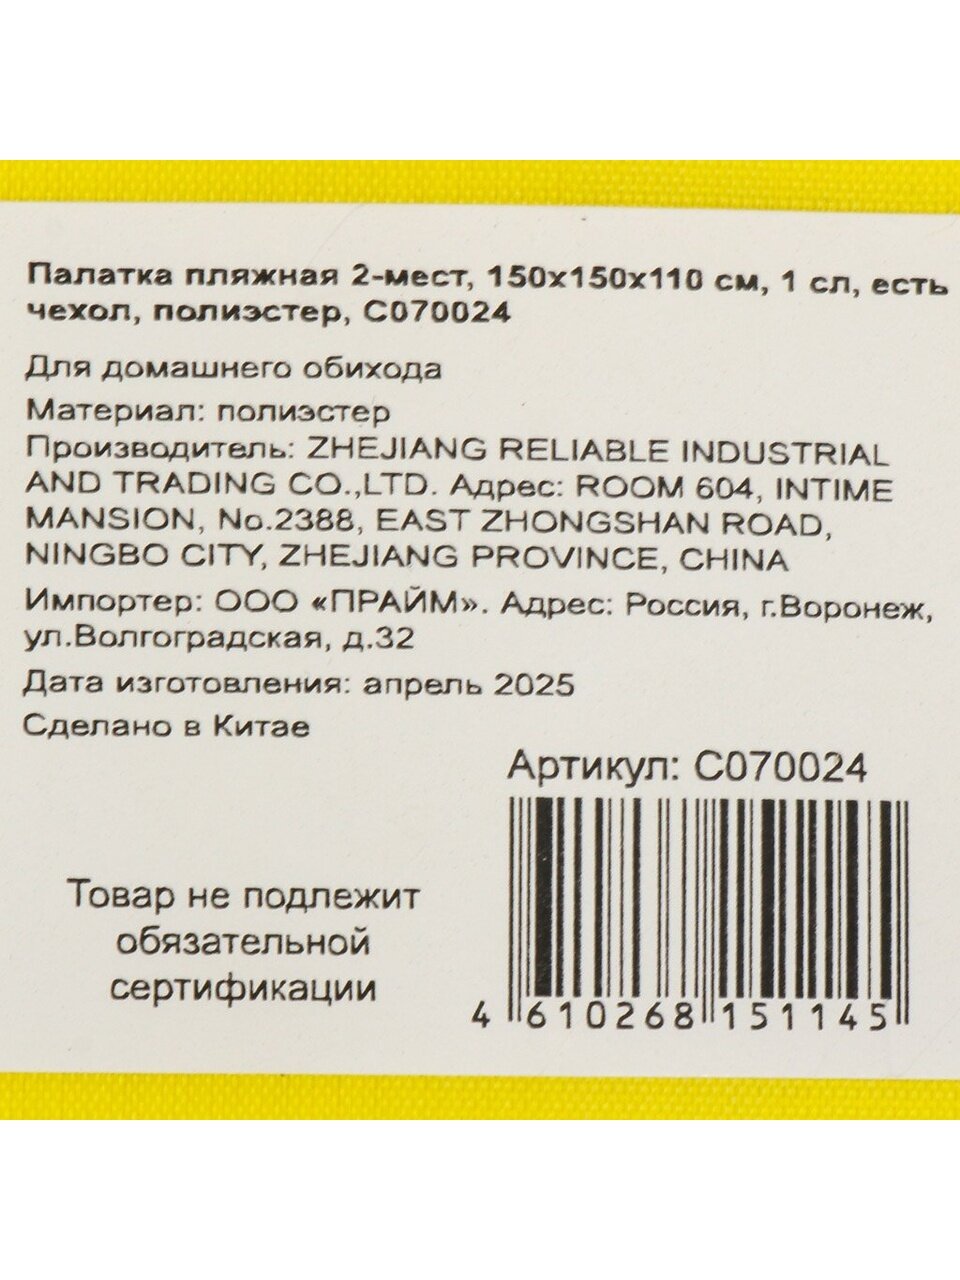 Палатка пляжная 2-мест, 150х150х110 см, 1 сл, есть
чехол, полиэстер, С070024
Для домашнего обихода
Материал: полиэстер
Производитель: ZHEJIANG RELIABLE INDUSTRIAL
AND TRADING CO.,LTD. Адрес: ROOM 604, INTIME
MANSION, No.2388, EAST ZHONGSHAN ROAD,
NINGBO CITY, ZHEJIANG PROVINCE, CHINA
Импортер: ООО «ПРАЙМ». Адрес: Россия, г.Воронеж,
ул.Волгоградская, д.32
Дата изготовления: апрель 2025
Сделано в Китае
Артикул: С070024
Товар не подлежит
обязательной
сертификации
4 610268 151145